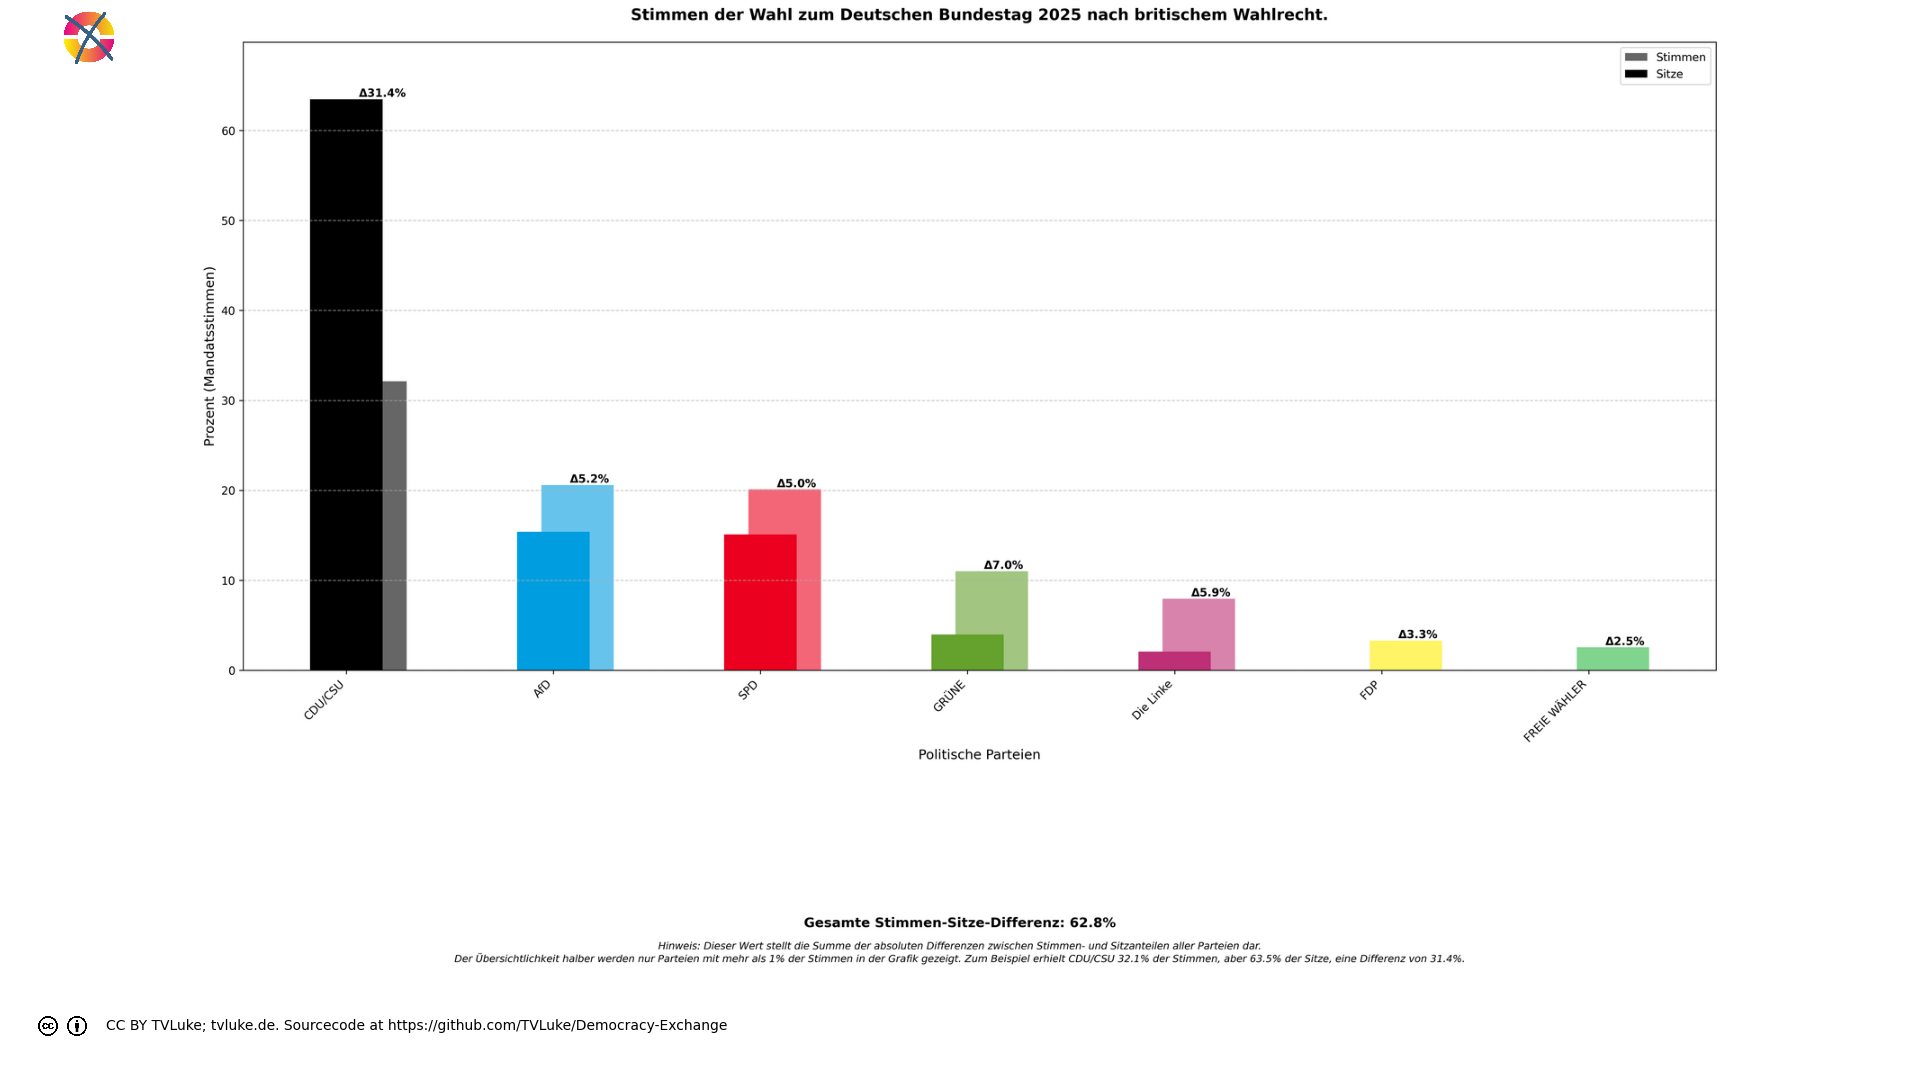 Stimmen der Wahl zum Deutschen Bundestag 2025 nach britischem Wahlrecht.
Stimmen
Sitze
Δ31.4%
Δ5.2%
Δ5.0%
Δ7.0%
Δ5.9%
Δ3.3%
Δ2.5%
60
50
40
30
20
10
0
Prozent (Mandatsstimmen)
CDU/CSU
AfD
SPD
GRÜNE
Die Linke
FDP
FREIE WÄHLER
Politische Parteien
Gesamte Stimmen-Sitze-Differenz: 62.8%
Hinweis: Dieser Wert stellt die Summe der absoluten Differenzen zwischen Stimmen- und Sitzanteilen aller Parteien dar.
Der Übersichtlichkeit halber werden nur Parteien mit mehr als 1% der Stimmen in der Grafik gezeigt. Zum Beispiel erhielt CDU/CSU 32.1% der Stimmen, aber 63.5% der Sitze, eine Differenz von 31.4%.
cc CC BY TVLuke; tvluke.de. Sourcecode at https://github.com/TVLuke/Democracy-Exchange